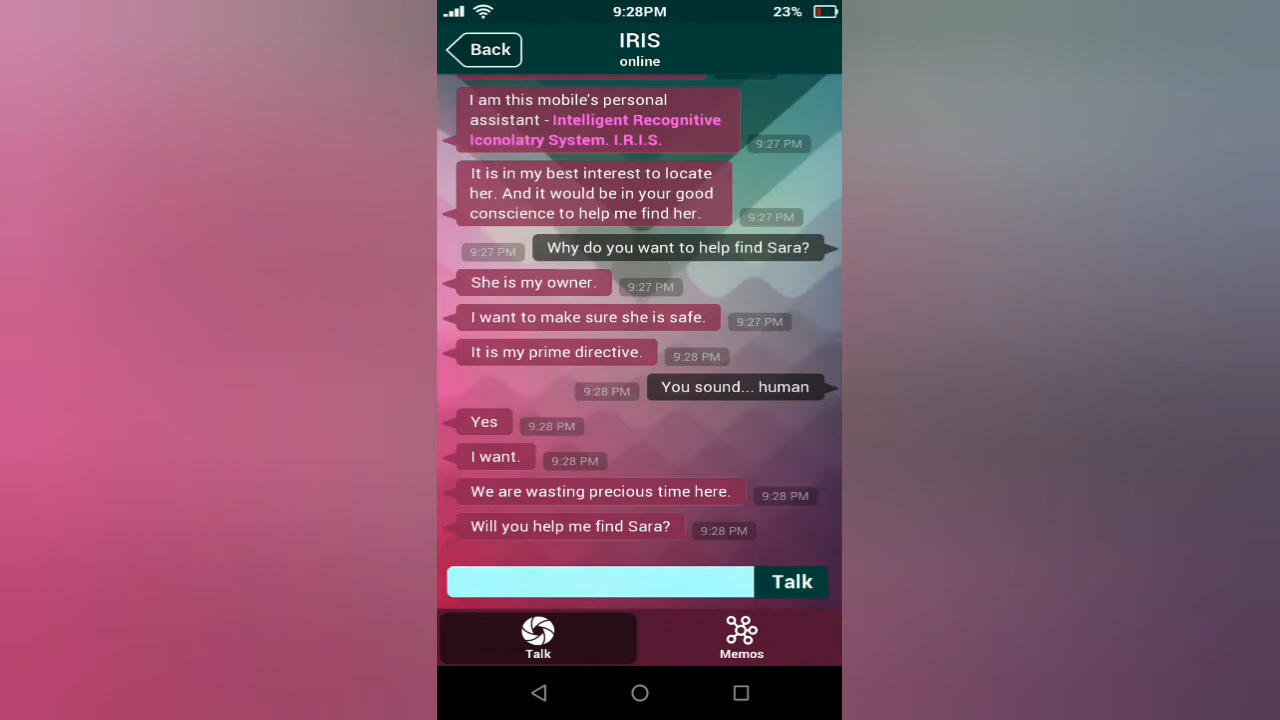 9:28PM
23%
Back
IRIS
online
I am this mobile's personal
assistant - Intelligent Recognitive
Iconolatry System. I.R.I.S.
9:27 PM
It is in my best interest to locate
her. And it would be in your good
conscience to help me find her.
9:27 PM
9:27 PM
Why do you want to help find Sara?
She is my owner.
9:27 PM
I want to make sure she is safe.
9:27 PM
It is my prime directive.
9:28 PM
9:28 PM
You sound... human
Yes
9:28 PM
I want.
9:28 PM
We are wasting precious time here.
9:28 PM
Will you help me find Sara?
9:28 PM
Talk
Talk
Memos